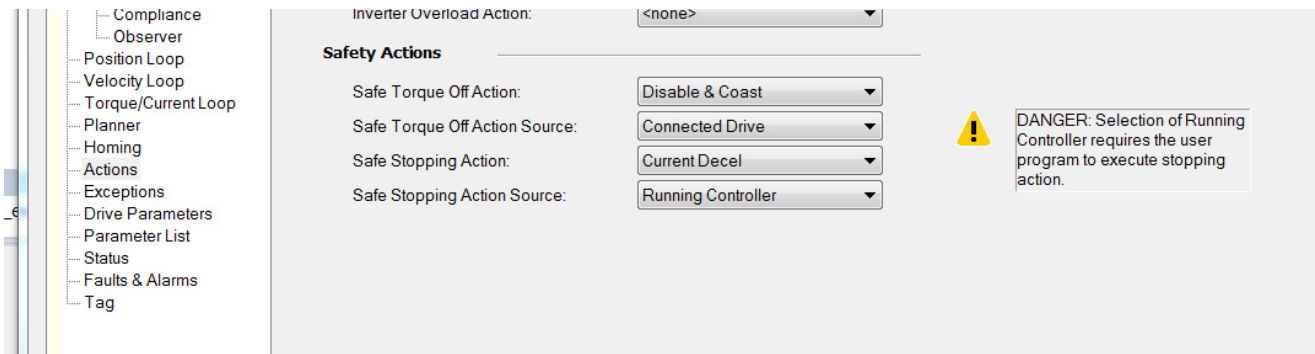 Compliance
Observer
Position Loop
Velocity Loop
Torque/Current Loop
Planner
Homing
Actions
Exceptions
Drive Parameters
Parameter List
Status
Faults & Alarms
Tag
_e
Inverter Overload Action: <none>
Safety Actions
Safe Torque Off Action: Disable & Coast
Safe Torque Off Action Source: Connected Drive
Safe Stopping Action: Current Decel
Safe Stopping Action Source: Running Controller
DANGER: Selection of Running
Controller requires the user
program to execute stopping
action.